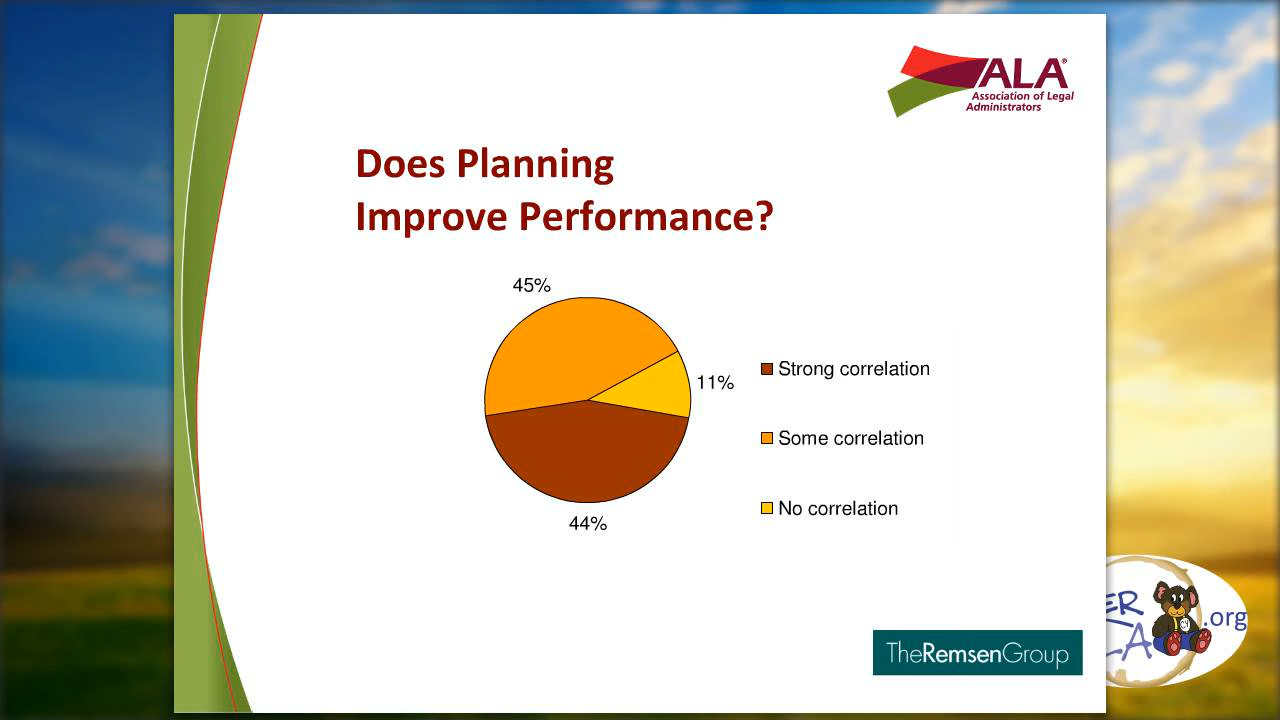 ALA®
Association of Legal
Administrators
Does Planning
Improve Performance?
45%
11%
44%
Strong correlation
Some correlation
No correlation
TheRemsenGroup
.org